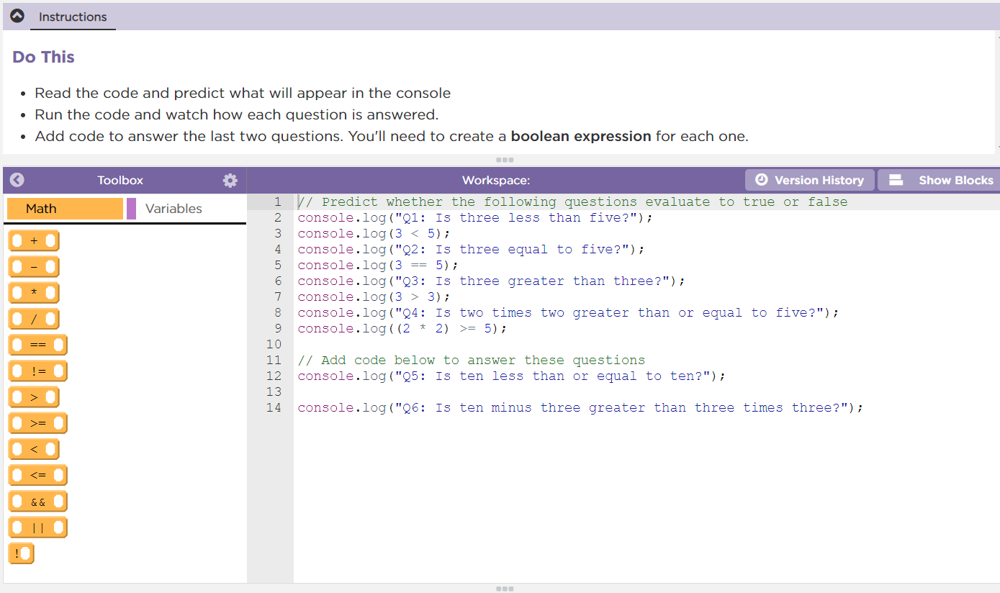 Instructions
Do This
• Read the code and predict what will appear in the console
• Run the code and watch how each question is answered.
• Add code to answer the last two questions. You'll need to create a boolean expression for each one.
Toolbox
Workspace:
Version History
Show Blocks
Math
Variables
+
-
*
/
==
!=
>
>=
<
<=
&&
||
!
1 // Predict whether the following questions evaluate to true or false
2 console.log("Q1: Is three less than five?");
3 console.log(3 < 5);
4 console.log("Q2: Is three equal to five?");
5 console.log(3 == 5);
6 console.log("Q3: Is three greater than three?");
7 console.log(3 > 3);
8 console.log("Q4: Is two times two greater than or equal to five?");
9 console.log((2 * 2) >= 5);
10
11 // Add code below to answer these questions
12 console.log("Q5: Is ten less than or equal to ten?");
13
14 console.log("Q6: Is ten minus three greater than three times three?");